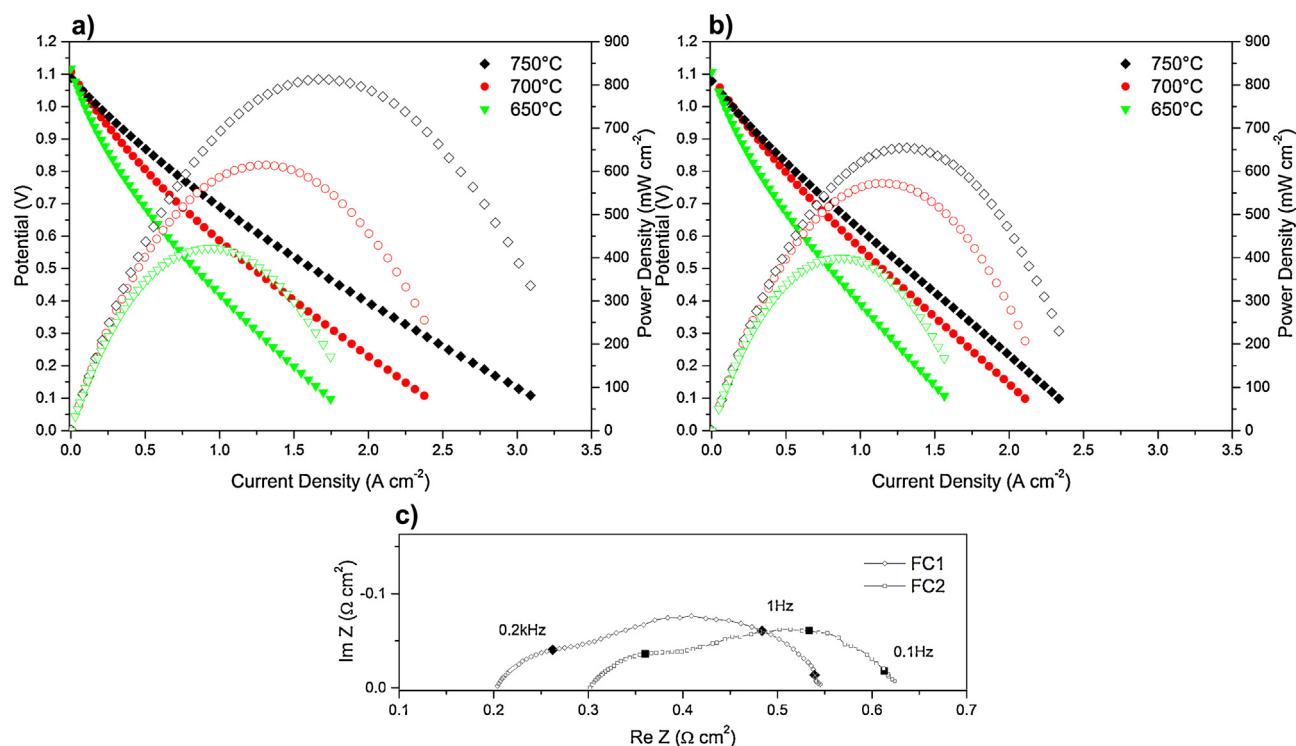 a)
1.2
1.1
1.0
0.9
0.8
0.7
0.6
0.5
0.4
0.3
0.2
0.1
0.0
Potential (V)
750°C
700°C
650°C
900
800
700
600
500
400
300
200
100
0
Power Density (mW cm-2)
0.0 0.5 1.0 1.5 2.0 2.5 3.0 3.5
Current Density (A cm-2)
b)
1.2
1.1
1.0
0.9
0.8
0.7
0.6
0.5
0.4
0.3
0.2
0.1
0.0
Potential (V)
750°C
700°C
650°C
900
800
700
600
500
400
300
200
100
0
Power Density (mW cm-2)
0.0 0.5 1.0 1.5 2.0 2.5 3.0 3.5
Current Density (A cm-2)
c)
Im Z (Ω cm2)
-0.1
0.0
FC1
FC2
0.2kHz
1Hz
0.1Hz
0.1 0.2 0.3 0.4 0.5 0.6 0.7
Re Z (Ω cm2)